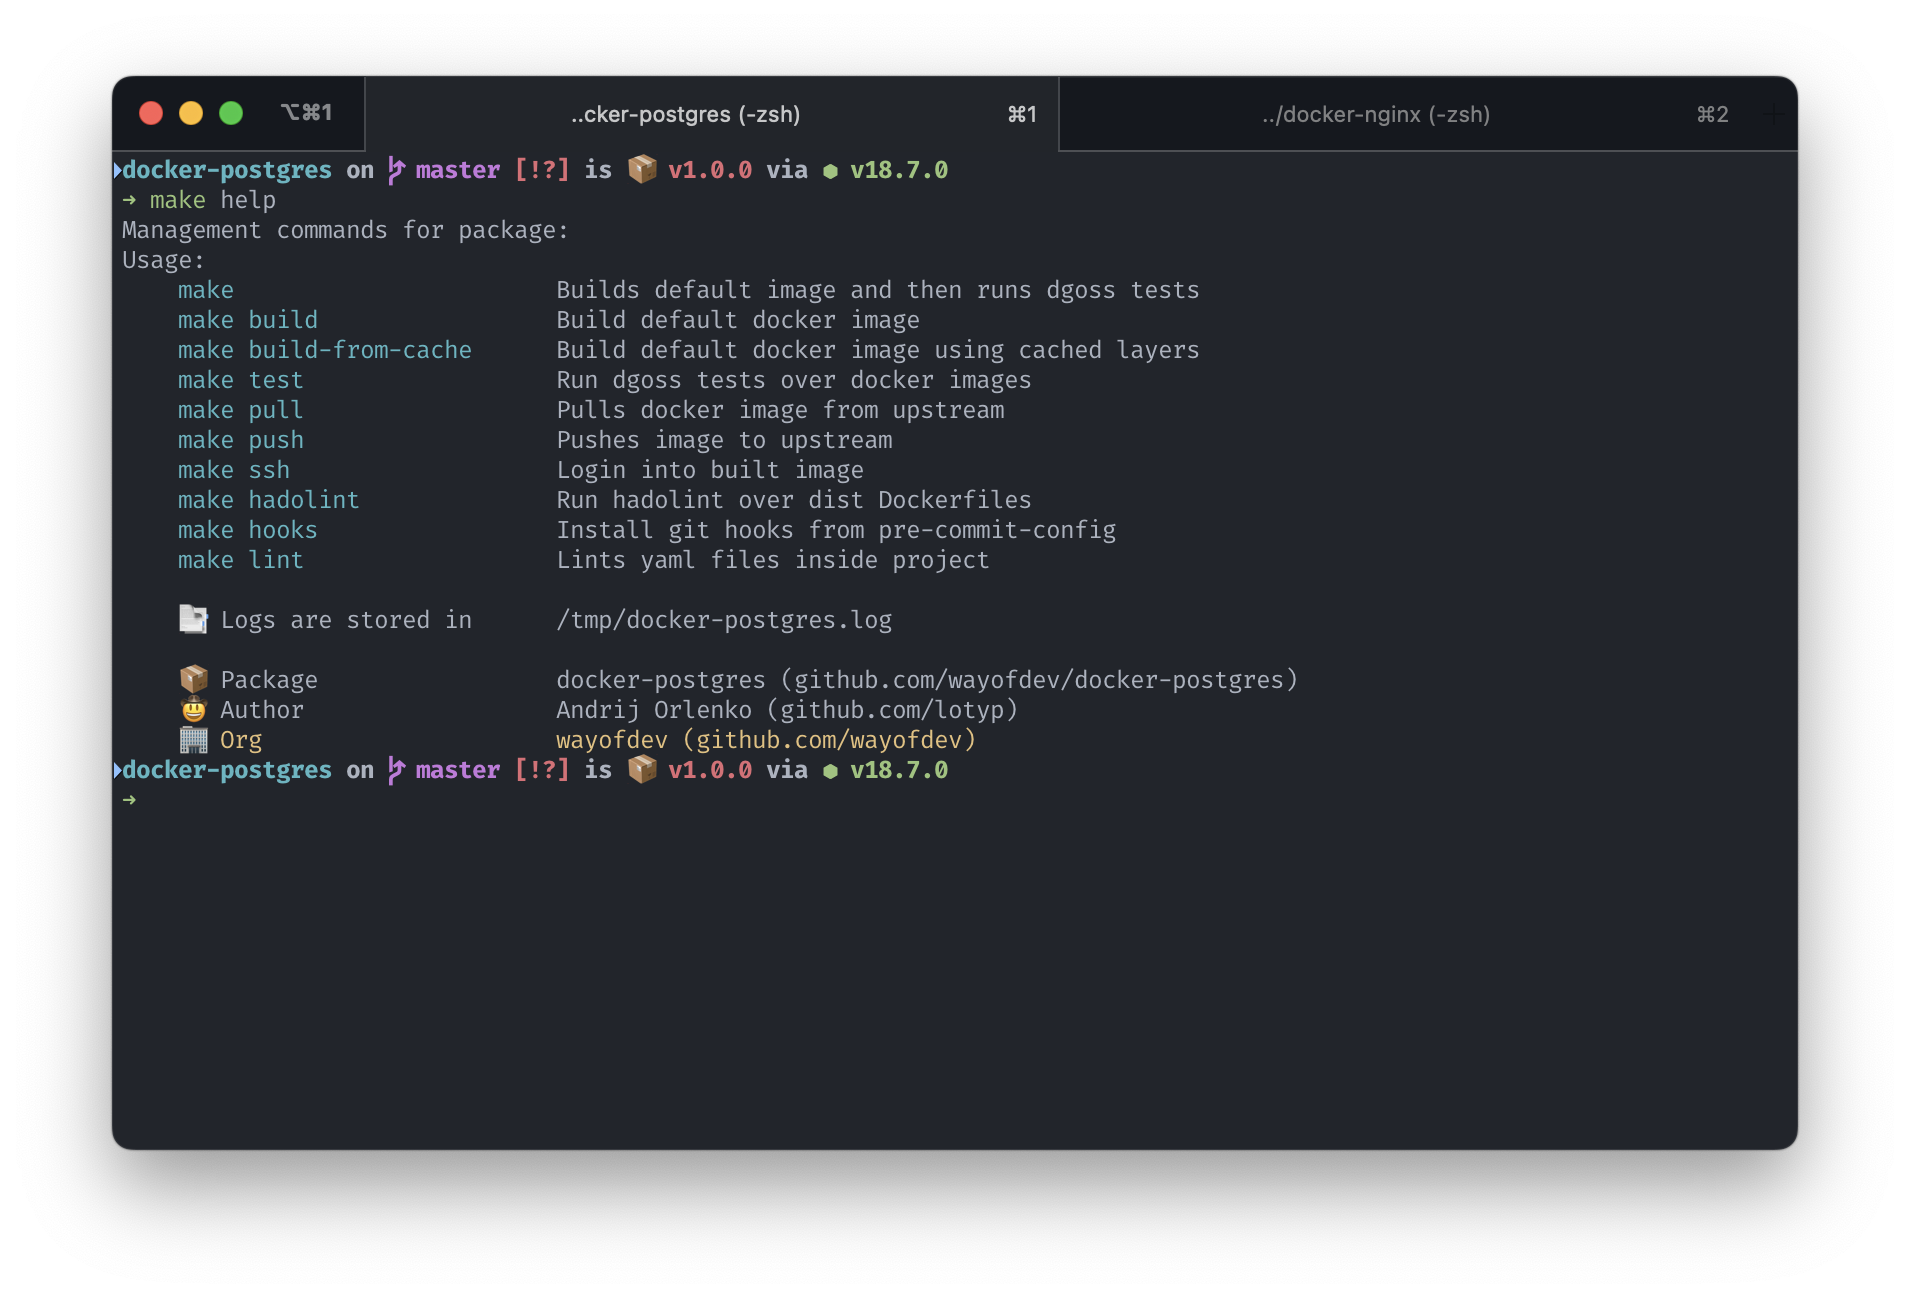 ⌥⌘1 ..cker-postgres (-zsh) ⌘1 ../docker-nginx (-zsh) ⌘2
docker-postgres on master [!?] is 📦 v1.0.0 via ⬢ v18.7.0
→ make help
Management commands for package:
Usage:
make Builds default image and then runs dgoss tests
make build Build default docker image
make build-from-cache Build default docker image using cached layers
make test Run dgoss tests over docker images
make pull Pulls docker image from upstream
make push Pushes image to upstream
make ssh Login into built image
make hadolint Run hadolint over dist Dockerfiles
make hooks Install git hooks from pre-commit-config
make lint Lints yaml files inside project
📑 Logs are stored in /tmp/docker-postgres.log
📦 Package docker-postgres (github.com/wayofdev/docker-postgres)
🤠 Author Andrij Orlenko (github.com/lotyp)
🏢 Org wayofdev (github.com/wayofdev)
docker-postgres on master [!?] is 📦 v1.0.0 via ⬢ v18.7.0
→